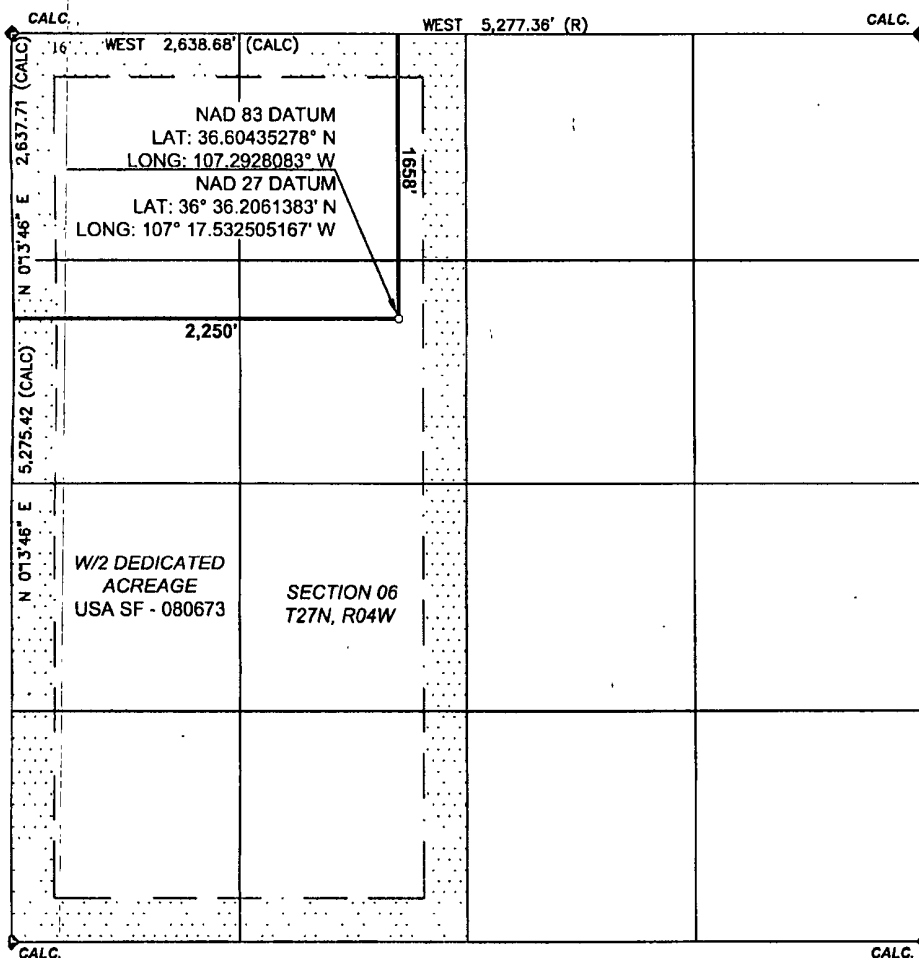 CALC.
WEST 5,277.36' (R)
CALC.
16
WEST 2,638.68' (CALC)
2,637.71 (CALC)
N 0°13'46" E
NAD 83 DATUM
LAT: 36.60435278° N
LONG: 107.2928083° W
NAD 27 DATUM
LAT: 36° 36.2061383' N
LONG: 107° 17.532505167' W
1658'
2,250'
5,275.42 (CALC)
N 0°13'46" E
W/2 DEDICATED
ACREAGE
USA SF - 080673
SECTION 06
T27N, R04W
CALC.
CALC.